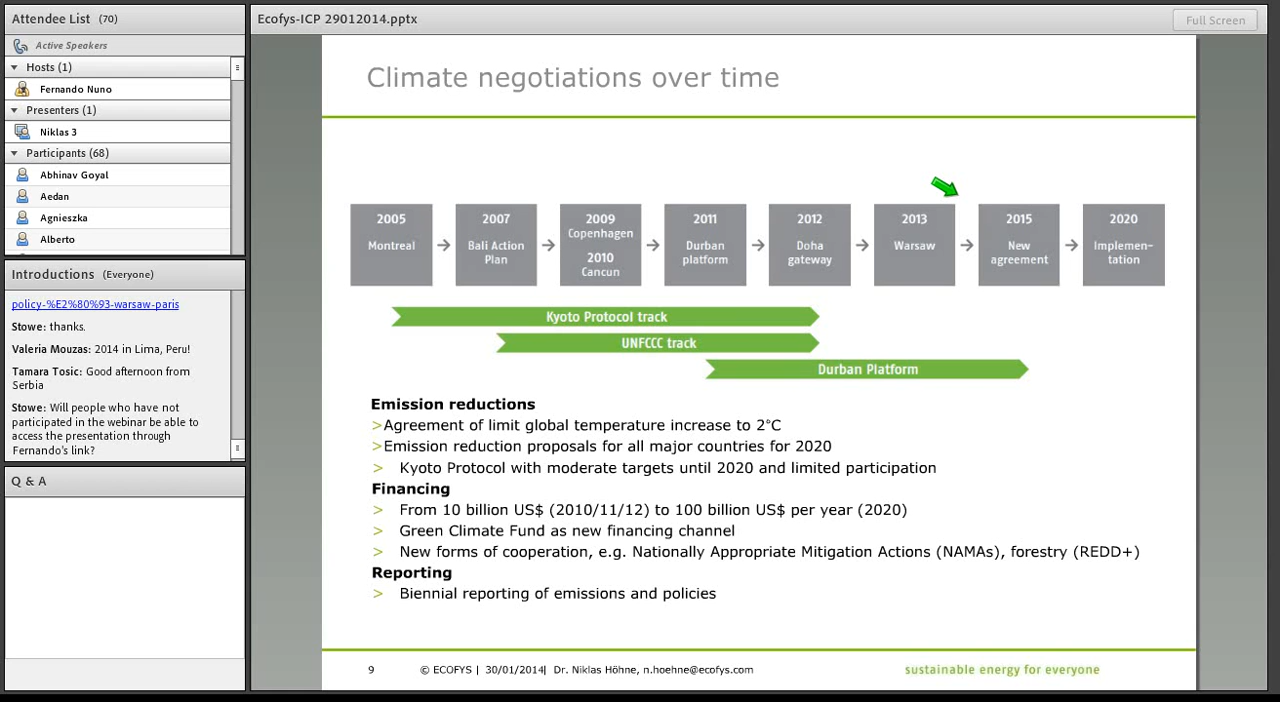 Attendee List (70)
Active Speakers
Hosts (1)
Fernando Nuno
Presenters (1)
Niklas 3
Participants (68)
Abhinav Goyal
Aedan
Agnieszka
Alberto
Introductions (Everyone)
policy-%E2%80%93-warsaw-paris
Stowe: thanks.
Valeria Mouzas: 2014 in Lima, Peru!
Tamara Tosic: Good afternoon from
Serbia
Stowe: Will people who have not
participated in the webinar be able to
access the presentation through
Fernando's link?
Q & A
Ecofys-ICP 29012014.pptx
Full Screen
Climate negotiations over time
2005
Montreal
2007
Bali Action
Plan
2009
Copenhagen
2010
Cancun
2011
Durban
platform
2012
Doha
gateway
2013
Warsaw
2015
New
agreement
2020
Implemen-
tation
Kyoto Protocol track
UNFCCC track
Durban Platform
Emission reductions
>Agreement of limit global temperature increase to 2°C
>Emission reduction proposals for all major countries for 2020
> Kyoto Protocol with moderate targets until 2020 and limited participation
Financing
> From 10 billion US$ (2010/11/12) to 100 billion US$ per year (2020)
> Green Climate Fund as new financing channel
> New forms of cooperation, e.g. Nationally Appropriate Mitigation Actions (NAMAs), forestry (REDD+)
Reporting
> Biennial reporting of emissions and policies
9 © ECOFYS | 30/01/2014| Dr. Niklas Höhne, n.hoehne@ecofys.com
sustainable energy for everyone